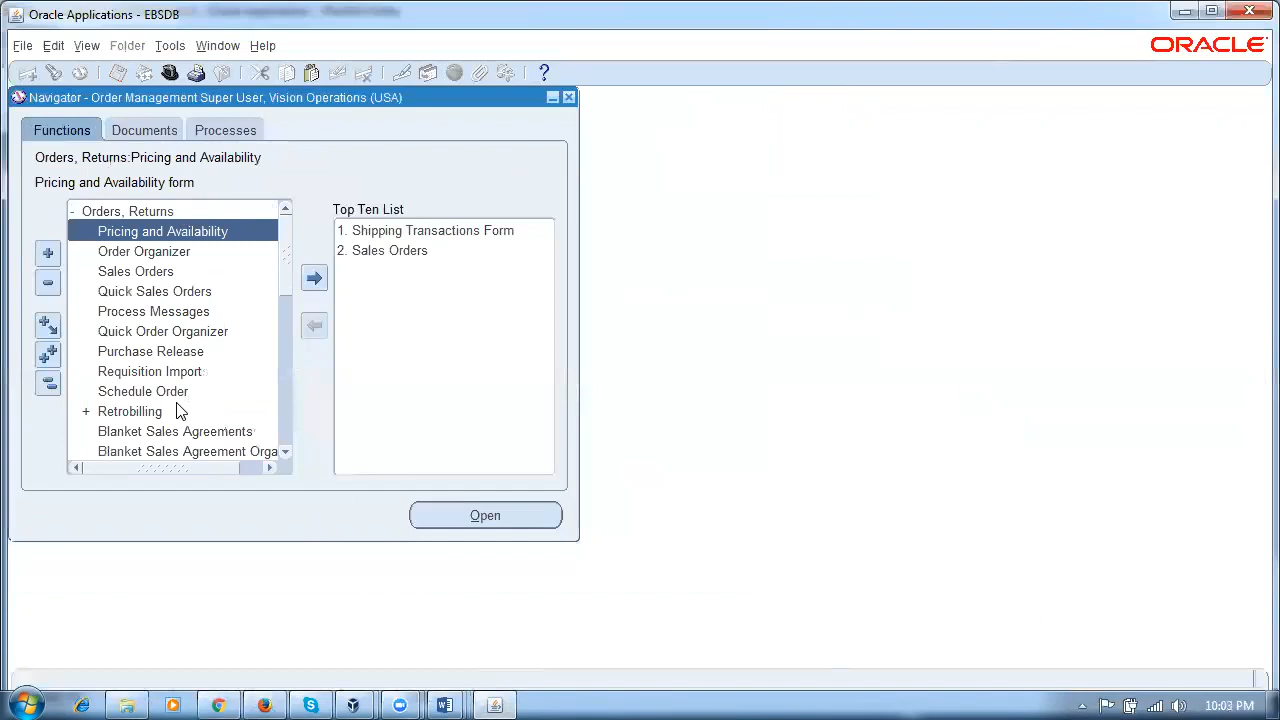 Oracle Applications - EBSDB
File Edit View Folder Tools Window Help
ORACLE
Navigator - Order Management Super User, Vision Operations (USA)
Functions Documents Processes
Orders, Returns:Pricing and Availability
Pricing and Availability form
- Orders, Returns
Pricing and Availability
Order Organizer
Sales Orders
Quick Sales Orders
Process Messages
Quick Order Organizer
Purchase Release
Requisition Import
Schedule Order
+ Retrobilling
Blanket Sales Agreements
Blanket Sales Agreement Orga
Top Ten List
1. Shipping Transactions Form
2. Sales Orders
Open
10:03 PM